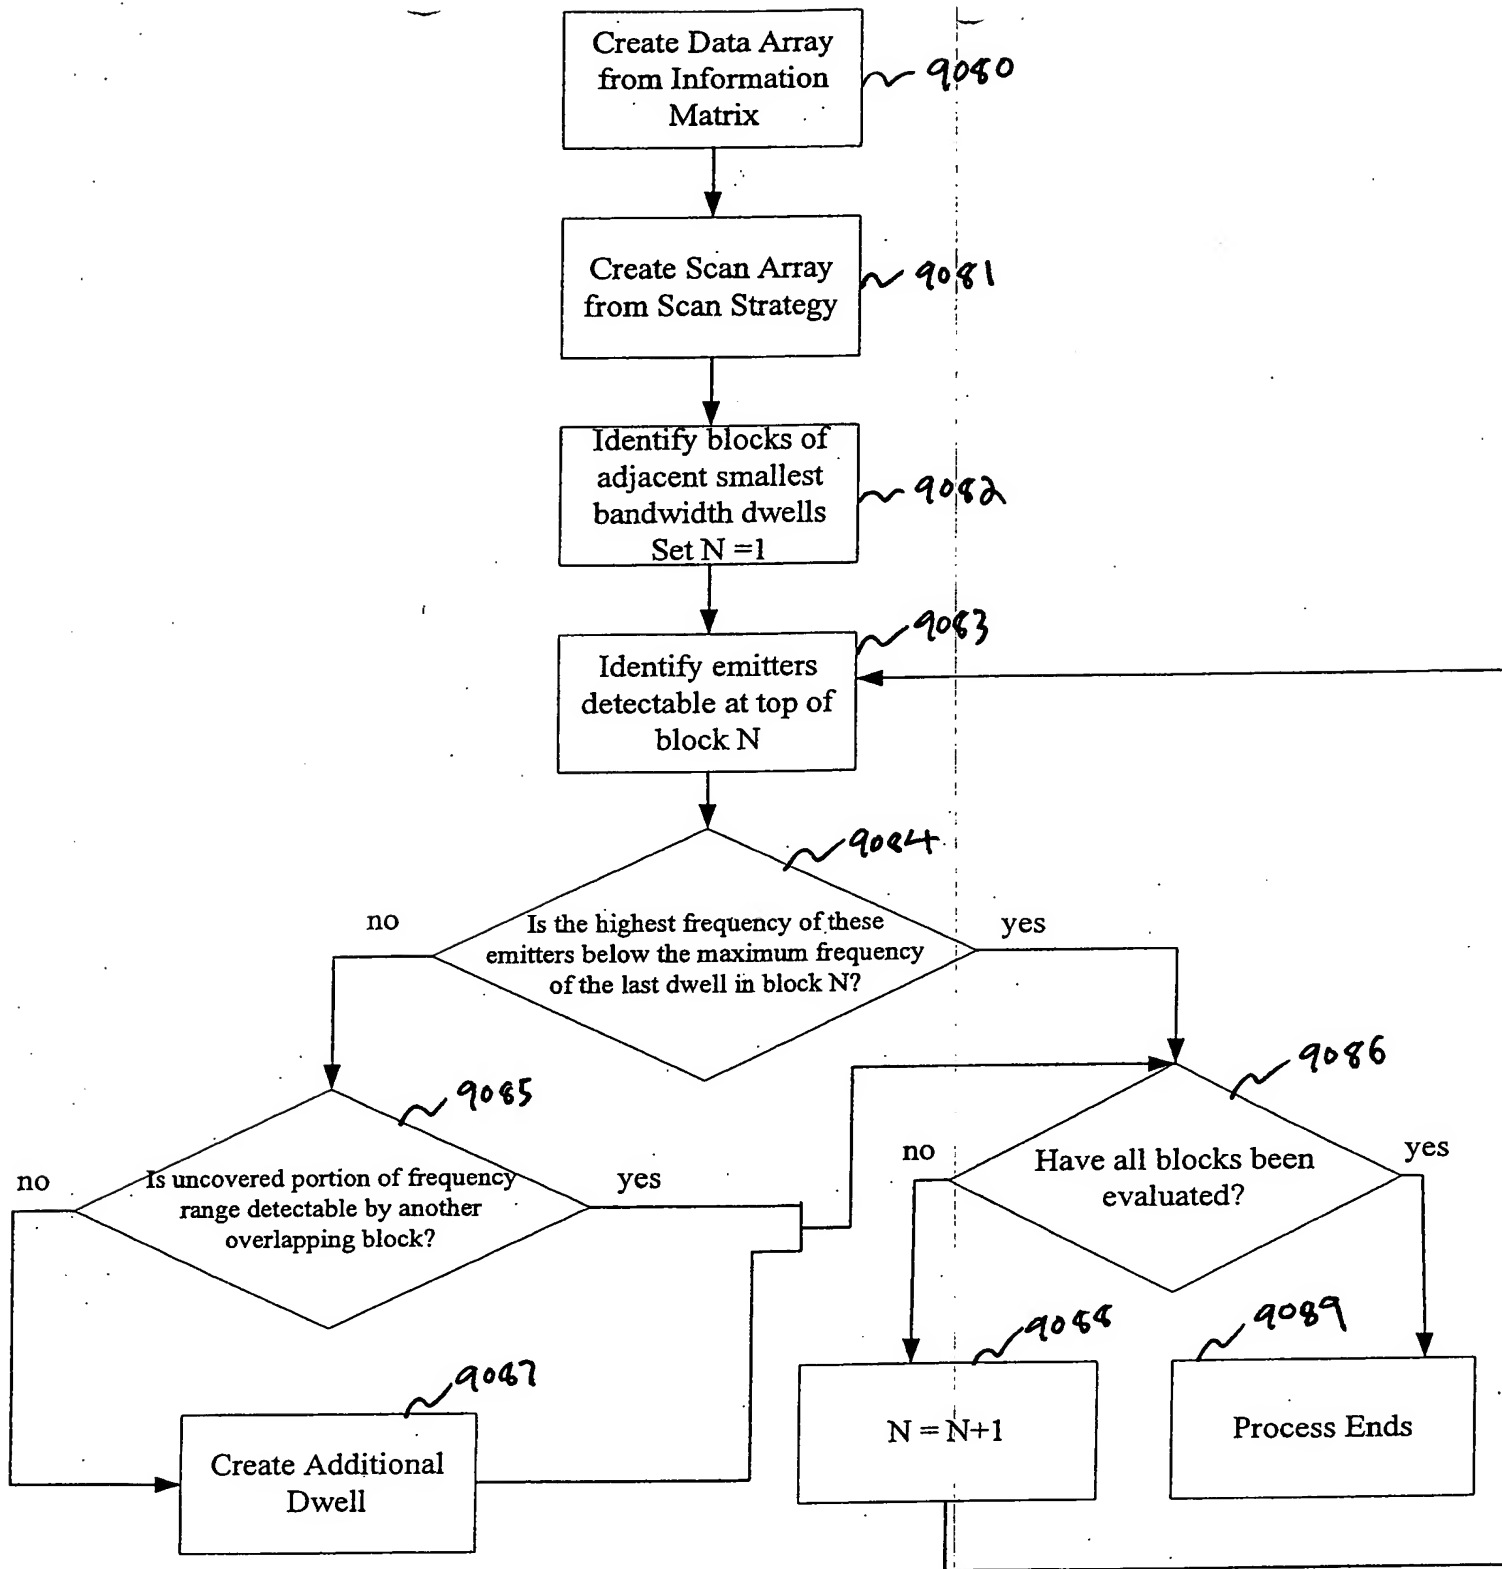 Create Data Array
from Information
Matrix
9080
Create Scan Array
from Scan Strategy
9081
Identify blocks of
adjacent smallest
bandwidth dwells
Set N =1
9082
Identify emitters
detectable at top of
block N
9083
9084
Is the highest frequency of these
emitters below the maximum frequency
of the last dwell in block N?
no
yes
9085
Is uncovered portion of frequency
range detectable by another
overlapping block?
no
yes
9086
Have all blocks been
evaluated?
no
yes
9087
Create Additional
Dwell
9088
N = N+1
9089
Process Ends